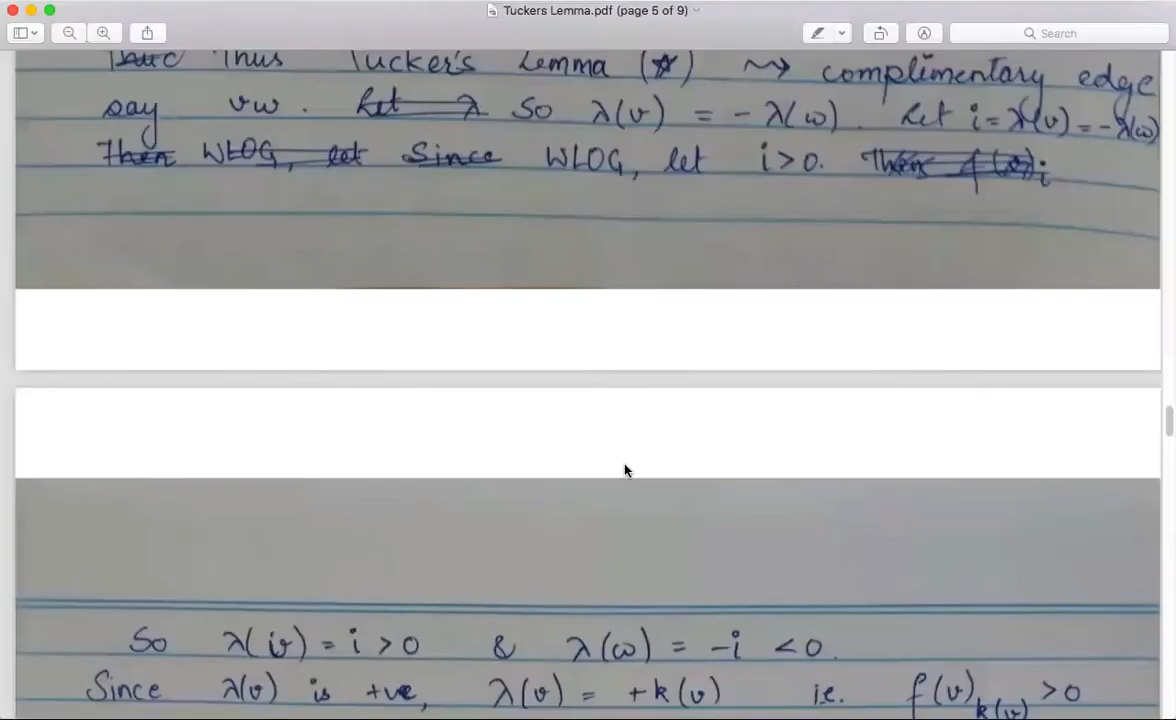 Tuckers Lemma.pdf (page 5 of 9)
Search
Thus Tucker's Lemma (☆) ⇝ complimentary edge
say vw. Let λ So λ(v) = -λ(w). Let i = λ(v) = -λ(w)
Then WLOG, let Since WLOG, let i > 0. Then f(v)i
So λ(v) = i > 0 & λ(w) = -i < 0.
Since λ(v) is +ve, λ(v) = +k(v) i.e. f(v)k(v) > 0